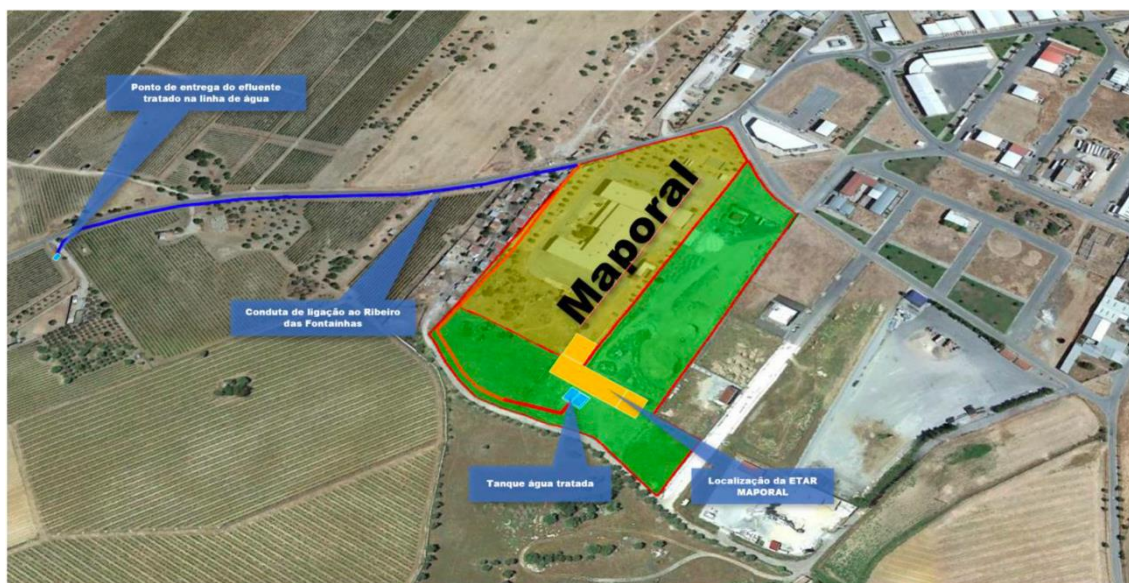 Ponto de entrega do efluente
tratado na linha de água
Maporal
Conduta de ligação ao Ribeiro
das Fontaínhas
Tanque água tratada
Localização da ETAR
MAPORAL